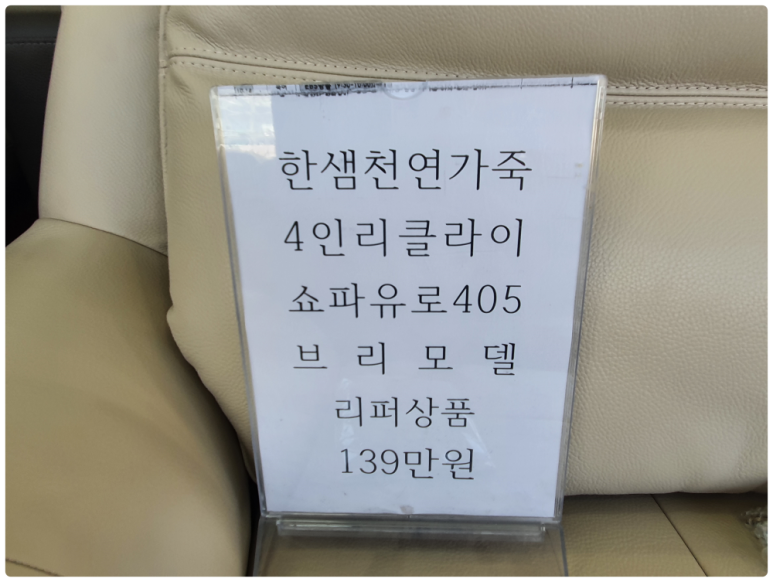 한샘천연가죽
4인리클라이
쇼파유로405
브 리 모 델
리퍼상품
139만원